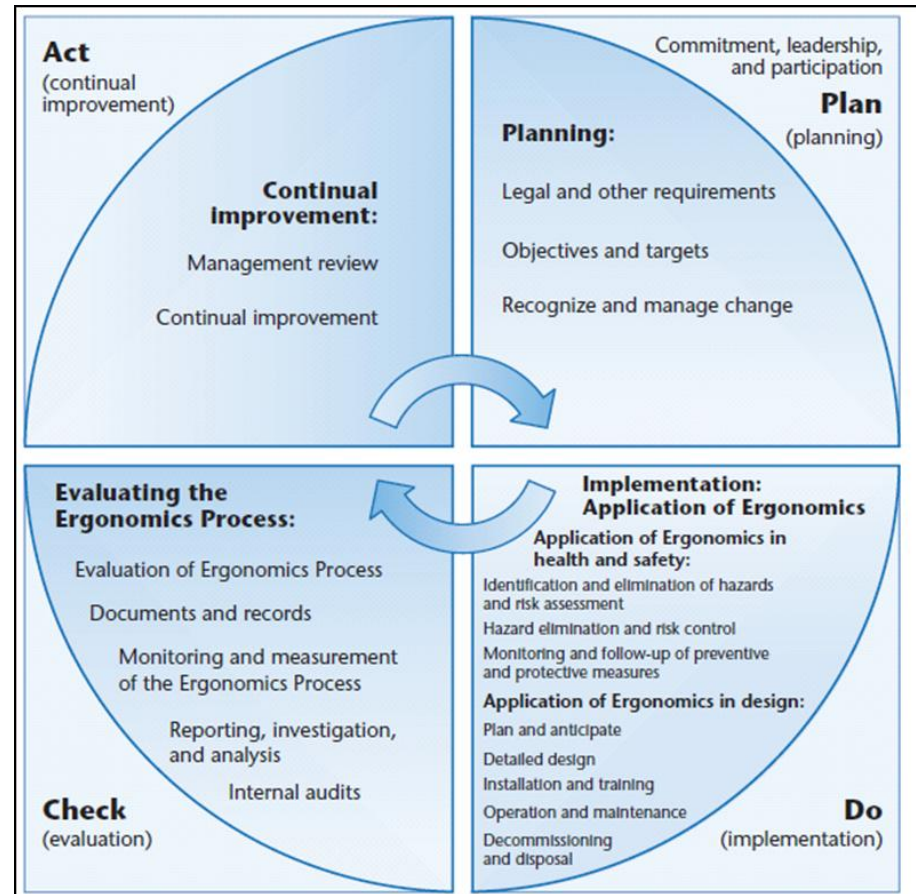 Act
(continual
improvement)
Continual
Improvement:
Management review
Continual improvement
Commitment, leadership,
and participation
Plan
(planning)
Planning:
Legal and other requirements
Objectives and targets
Recognize and manage change
Evaluating the
Ergonomics Process:
Evaluation of Ergonomics Process
Documents and records
Monitoring and measurement
of the Ergonomics Process
Reporting, investigation,
and analysis
Internal audits
Check
(evaluation)
Implementation:
Application of Ergonomics
Application of Ergonomics in
health and safety:
Identification and elimination of hazards
and risk assessment
Hazard elimination and risk control
Monitoring and follow-up of preventive
and protective measures
Application of Ergonomics in design:
Plan and anticipate
Detailed design
Installation and training
Operation and maintenance
Decommissioning
and disposal
Do
(implementation)